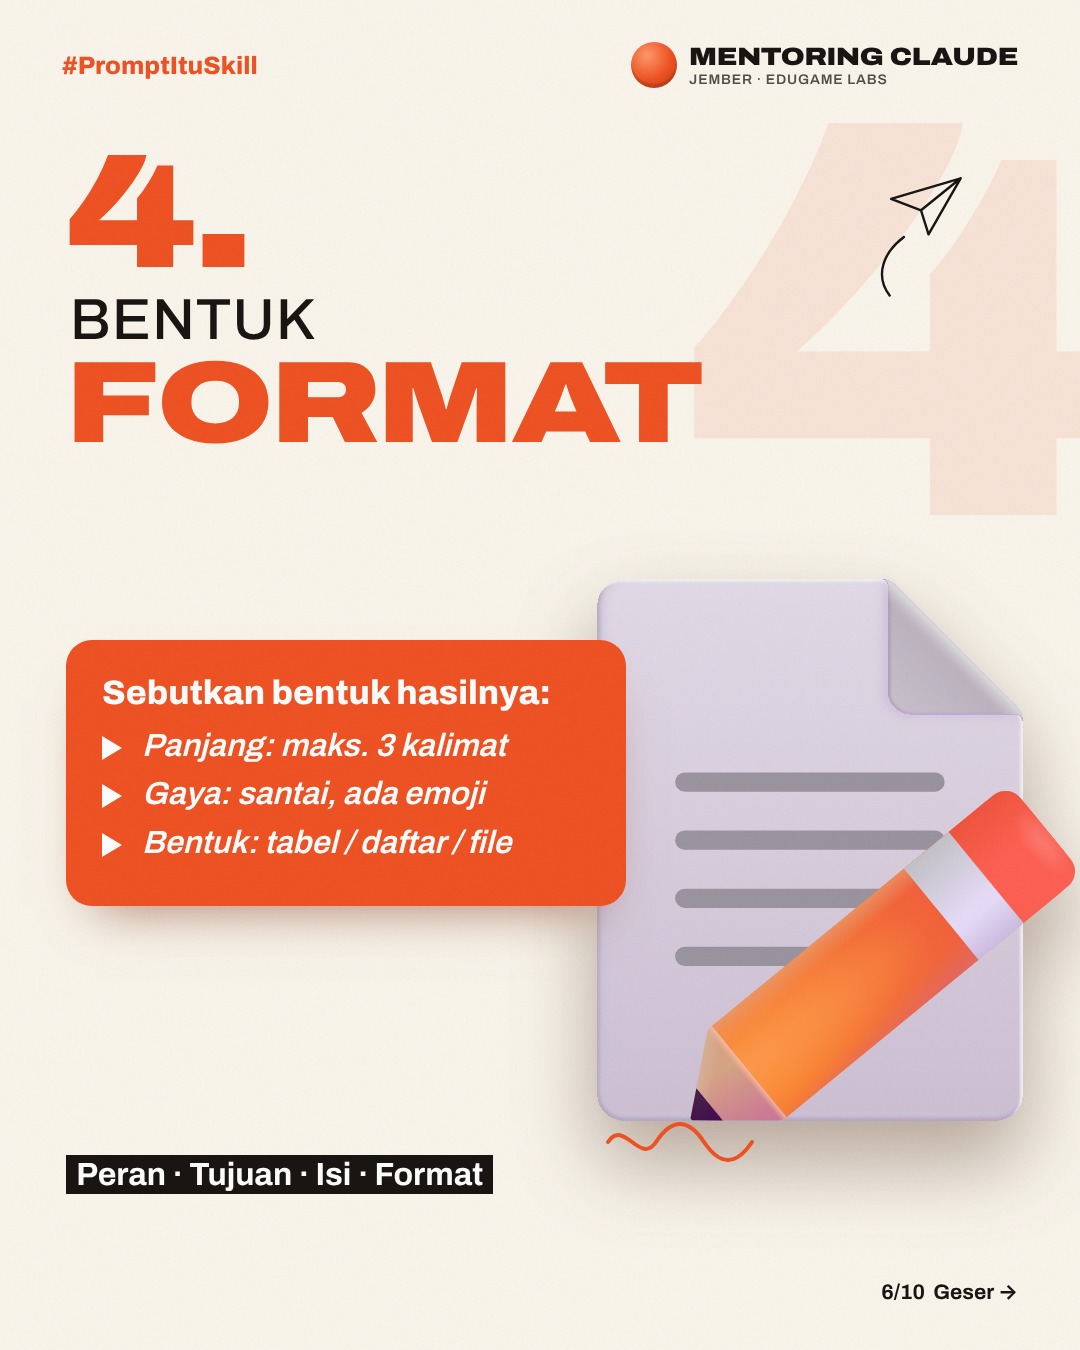 #PromptItuSkill
MENTORING CLAUDE
JEMBER · EDUGAME LABS
4
4.
BENTUK
FORMAT
Sebutkan bentuk hasilnya:
Panjang: maks. 3 kalimat
Gaya: santai, ada emoji
Bentuk: tabel / daftar / file
Peran · Tujuan · Isi · Format
6/10 Geser →